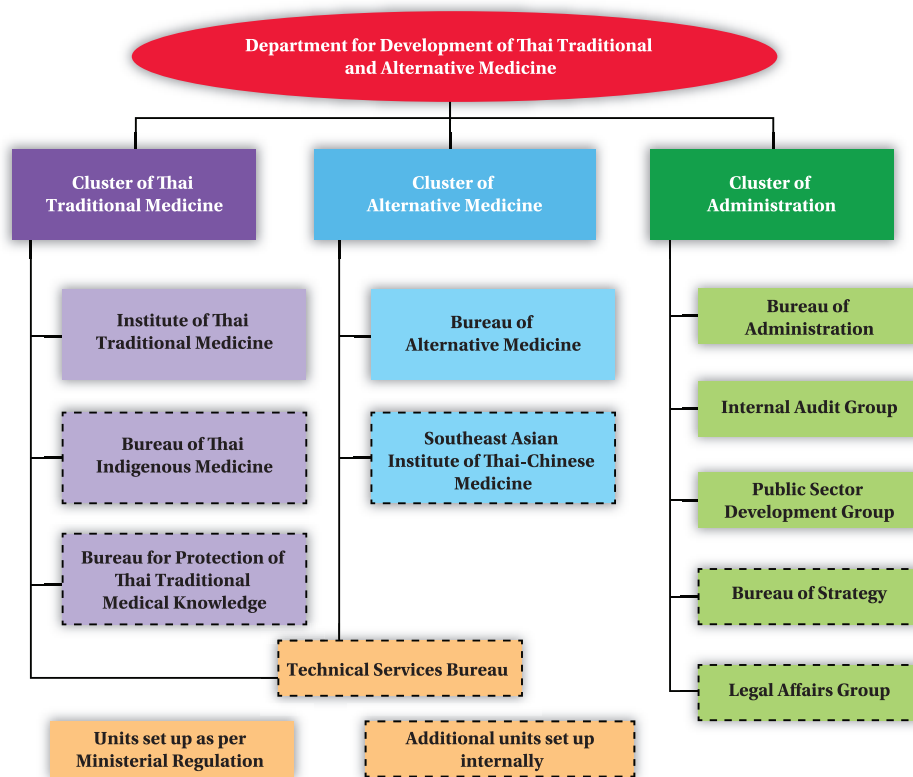 Department for Development of Thai Traditional
and Alternative Medicine
Cluster of Thai
Traditional Medicine
Cluster of
Alternative Medicine
Cluster of
Administration
Institute of Thai
Traditional Medicine
Bureau of Thai
Indigenous Medicine
Bureau for Protection of
Thai Traditional
Medical Knowledge
Bureau of
Alternative Medicine
Southeast Asian
Institute of Thai-Chinese
Medicine
Technical Services Bureau
Bureau of
Administration
Internal Audit Group
Public Sector
Development Group
Bureau of Strategy
Legal Affairs Group
Units set up as per
Ministerial Regulation
Additional units set up
internally